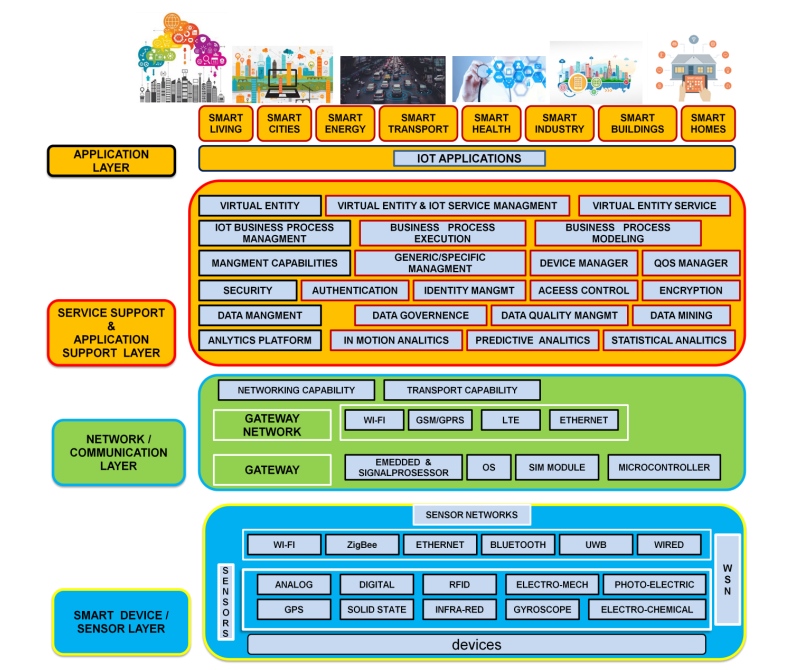 SMART
LIVING
SMART
CITIES
SMART
ENERGY
SMART
TRANSPORT
SMART
HEALTH
SMART
INDUSTRY
SMART
BUILDINGS
SMART
HOMES
APPLICATION
LAYER
IOT APPLICATIONS
SERVICE SUPPORT
&
APPLICATION
SUPPORT LAYER
VIRTUAL ENTITY
VIRTUAL ENTITY & IOT SERVICE MANAGMENT
VIRTUAL ENTITY SERVICE
IOT BUSINESS PROCESS
MANAGMENT
BUSINESS PROCESS
EXECUTION
BUSINESS PROCESS
MODELING
MANGMENT CAPABILITIES
GENERIC/SPECIFIC
MANAGMENT
DEVICE MANAGER
QOS MANAGER
SECURITY
AUTHENTICATION
IDENTITY MANGMT
ACEESS CONTROL
ENCRYPTION
DATA MANGMENT
DATA GOVERNENCE
DATA QUALITY MANGMT
DATA MINING
ANLYTICS PLATFORM
IN MOTION ANALITICS
PREDICTIVE ANALITICS
STATISTICAL ANALITICS
NETWORK /
COMMUNICATION
LAYER
NETWORKING CAPABILITY
TRANSPORT CAPABILITY
GATEWAY
NETWORK
WI-FI
GSM/GPRS
LTE
ETHERNET
GATEWAY
EMEDDED &
SIGNALPROSESSOR
OS
SIM MODULE
MICROCONTROLLER
SMART DEVICE /
SENSOR LAYER
SENSOR NETWORKS
WI-FI
ZigBee
ETHERNET
BLUETOOTH
UWB
WIRED
SENSORS
ANALOG
DIGITAL
RFID
ELECTRO-MECH
PHOTO-ELECTRIC
GPS
SOLID STATE
INFRA-RED
GYROSCOPE
ELECTRO-CHEMICAL
WSN
devices